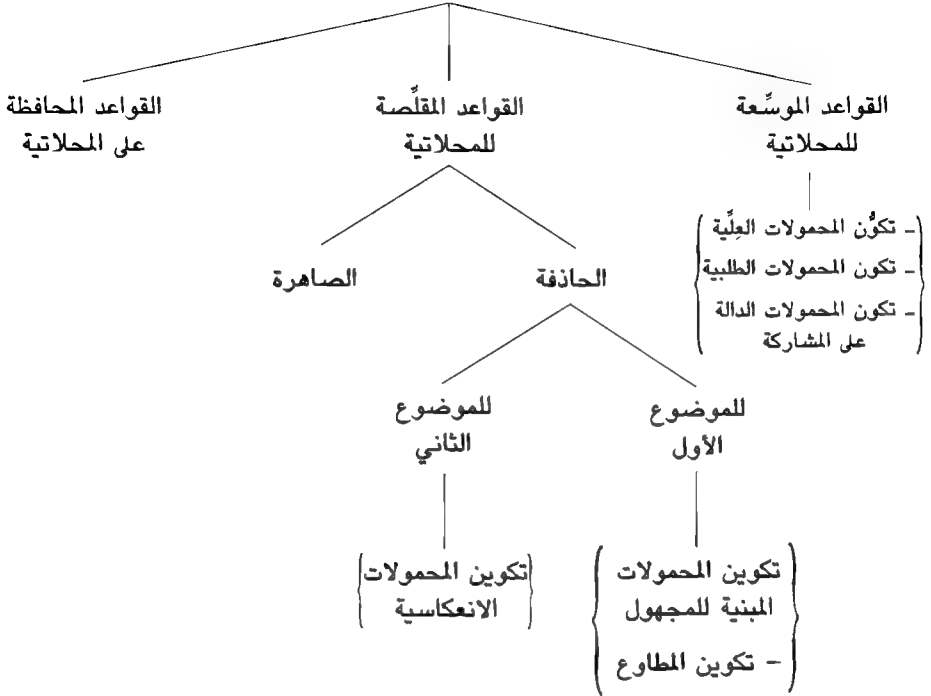 القواعد الموسِّعة
للمحلاتية
القواعد المقلِّصة
للمحلاتية
القواعد المحافظة
على المحلاتية
ـ تكوُّن المحمولات العِلِّية
ـ تكون المحمولات الطلبية
ـ تكون المحمولات الدالة
على المشاركة
الحاذفة
الصاهرة
للموضوع
الأول
للموضوع
الثاني
تكوين المحمولات
المبنية للمجهول
– تكوين المطاوع
تكوين المحمولات
الانعكاسية